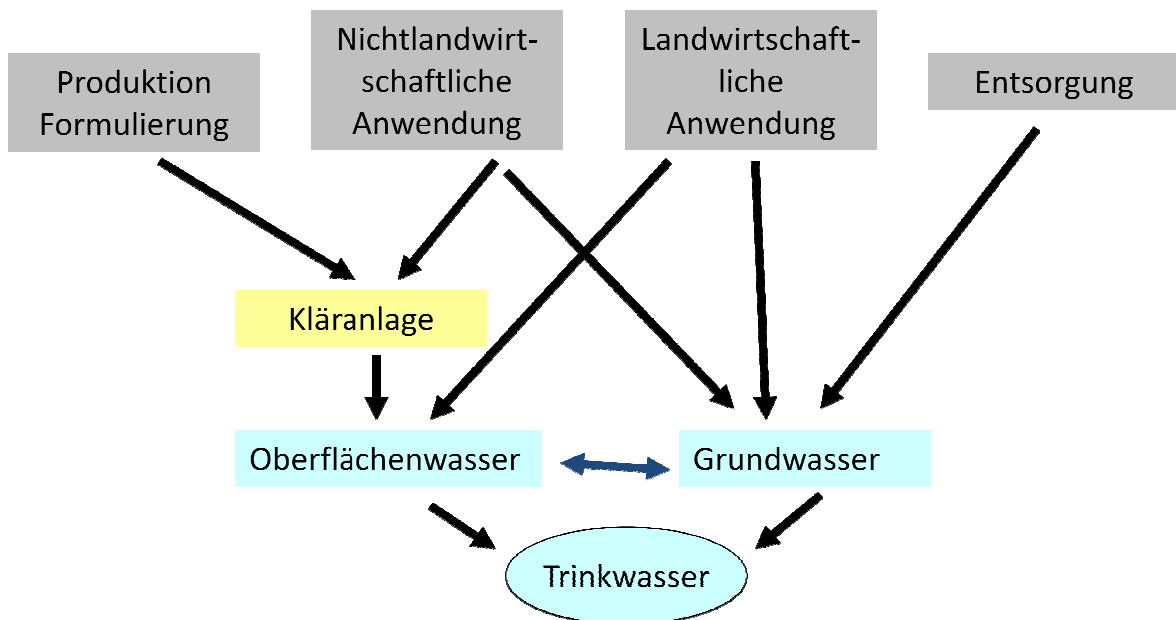 Produktion
Formulierung
Nichtlandwirt-
schaftliche
Anwendung
Landwirtschaft-
liche
Anwendung
Entsorgung
Kläranlage
Oberflächenwasser
Grundwasser
Trinkwasser